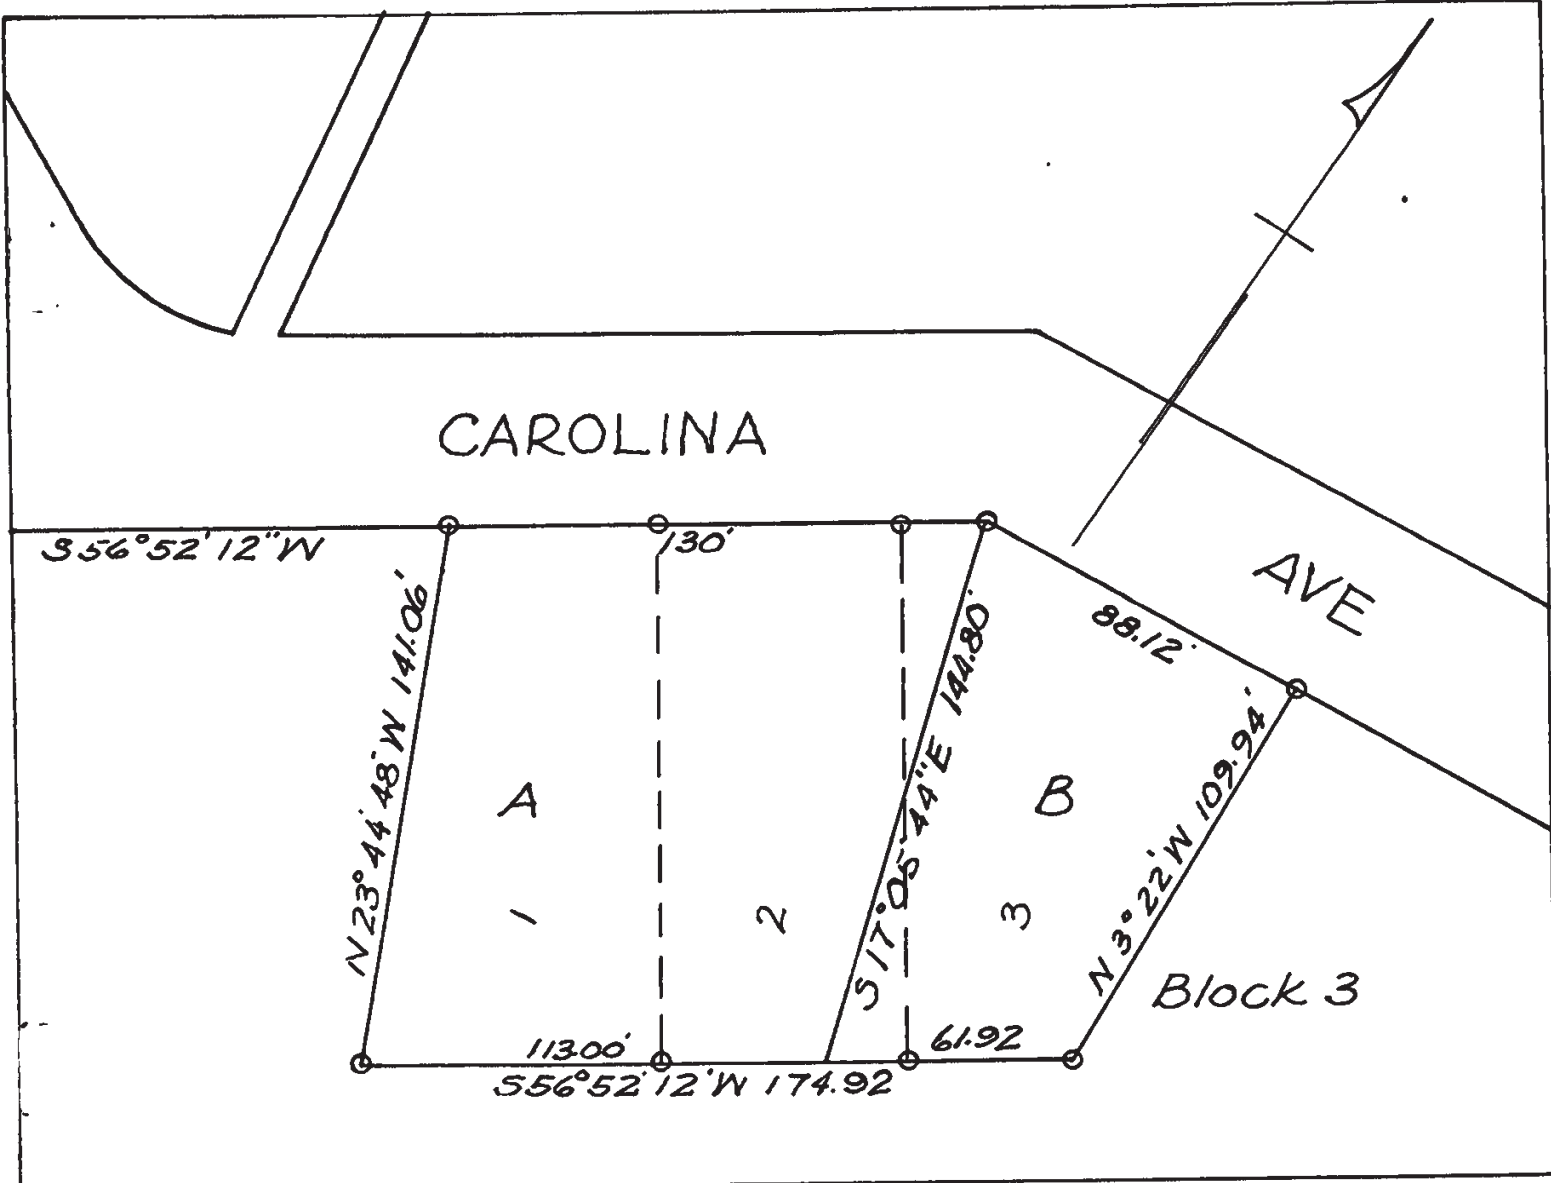 CAROLINA
AVE
S56°52'12"W
130'
N23°44'48"W 141.06'
S17°05'44"E 144.80'
88.12'
N3°22'W 109.94'
A
B
1
2
3
Block 3
113.00'
61.92
S56°52'12"W 174.92